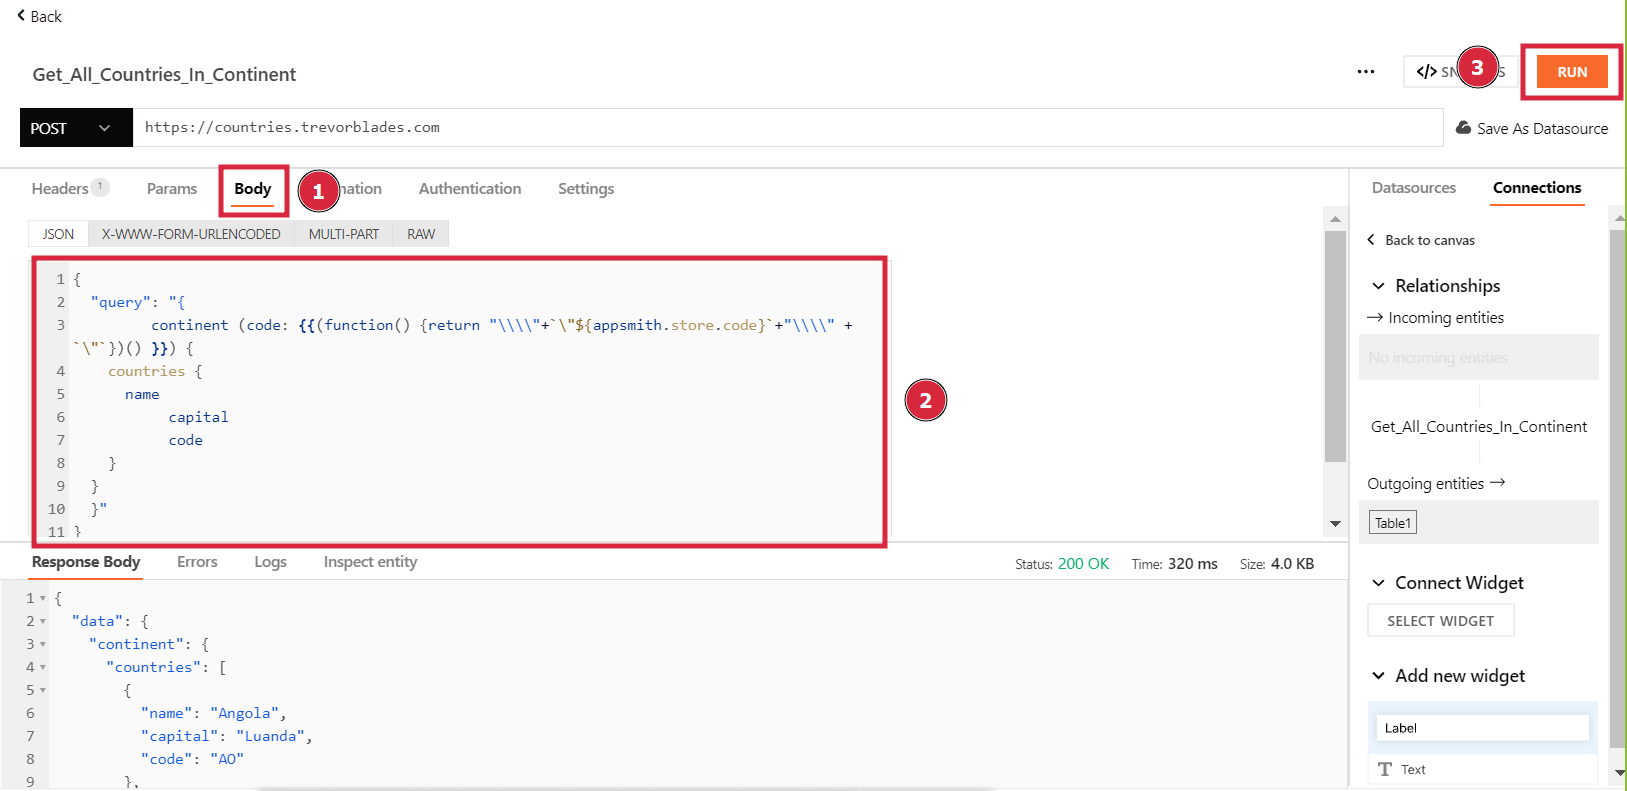 Back
Get_All_Countries_In_Continent
</> SN S
3
RUN
POST
https://countries.trevorblades.com
Save As Datasource
Headers 1
Params
Body
1
nation
Authentication
Settings
JSON
X-WWW-FORM-URLENCODED
MULTI-PART
RAW
1 {
2 "query": "{
3 continent (code: {{(function() {return "\\\\"+`\"${appsmith.store.code}`+"\\\\" +
`\"`})() }}) {
4 countries {
5 name
6 capital
7 code
8 }
9 }
10 }"
11 }
2
Response Body
Errors
Logs
Inspect entity
Status: 200 OK
Time: 320 ms
Size: 4.0 KB
1 {
2 "data": {
3 "continent": {
4 "countries": [
5 {
6 "name": "Angola",
7 "capital": "Luanda",
8 "code": "AO"
9 },
Datasources
Connections
Back to canvas
Relationships
Incoming entities
No incoming entities
Get_All_Countries_In_Continent
Outgoing entities
Table1
Connect Widget
SELECT WIDGET
Add new widget
Label
Text